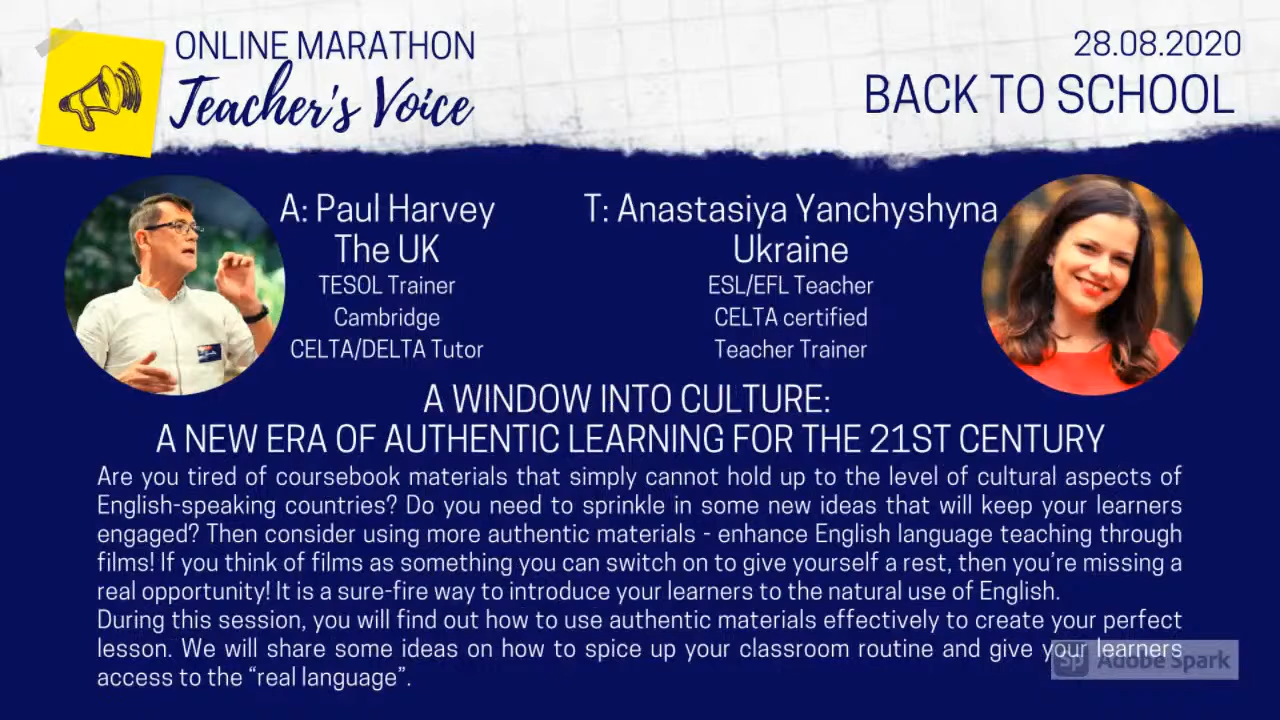 ONLINE MARATHON
Teacher's Voice
28.08.2020
BACK TO SCHOOL
A: Paul Harvey
The UK
TESOL Trainer
Cambridge
CELTA/DELTA Tutor
T: Anastasiya Yanchyshyna
Ukraine
ESL/EFL Teacher
CELTA certified
Teacher Trainer
A WINDOW INTO CULTURE:
A NEW ERA OF AUTHENTIC LEARNING FOR THE 21ST CENTURY
Are you tired of coursebook materials that simply cannot hold up to the level of cultural aspects of
English-speaking countries? Do you need to sprinkle in some new ideas that will keep your learners
engaged? Then consider using more authentic materials - enhance English language teaching through
films! If you think of films as something you can switch on to give yourself a rest, then you're missing a
real opportunity! It is a sure-fire way to introduce your learners to the natural use of English.
During this session, you will find out how to use authentic materials effectively to create your perfect
lesson. We will share some ideas on how to spice up your classroom routine and give your learners
access to the “real language”.
Sp Adobe Spark